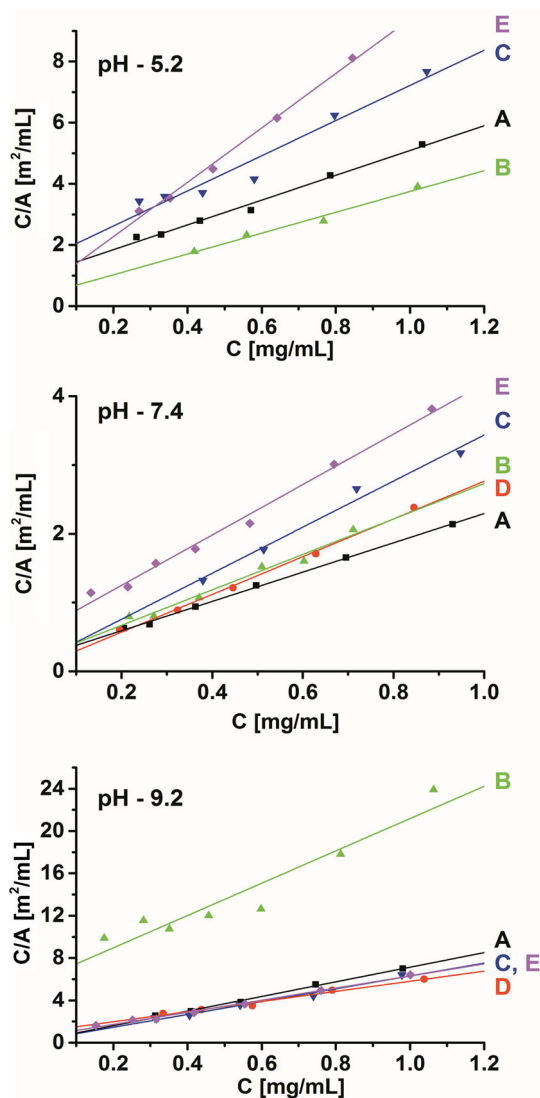 E
pH - 5.2
C
A
B
C/A [m²/mL]
8
6
4
2
0
0.2 0.4 0.6 0.8 1.0 1.2
C [mg/mL]
E
pH - 7.4
C
B
D
A
C/A [m²/mL]
4
2
0
0.2 0.4 0.6 0.8 1.0
C [mg/mL]
B
pH - 9.2
A
C, E
D
C/A [m²/mL]
24
20
16
12
8
4
0
0.2 0.4 0.6 0.8 1.0 1.2
C [mg/mL]